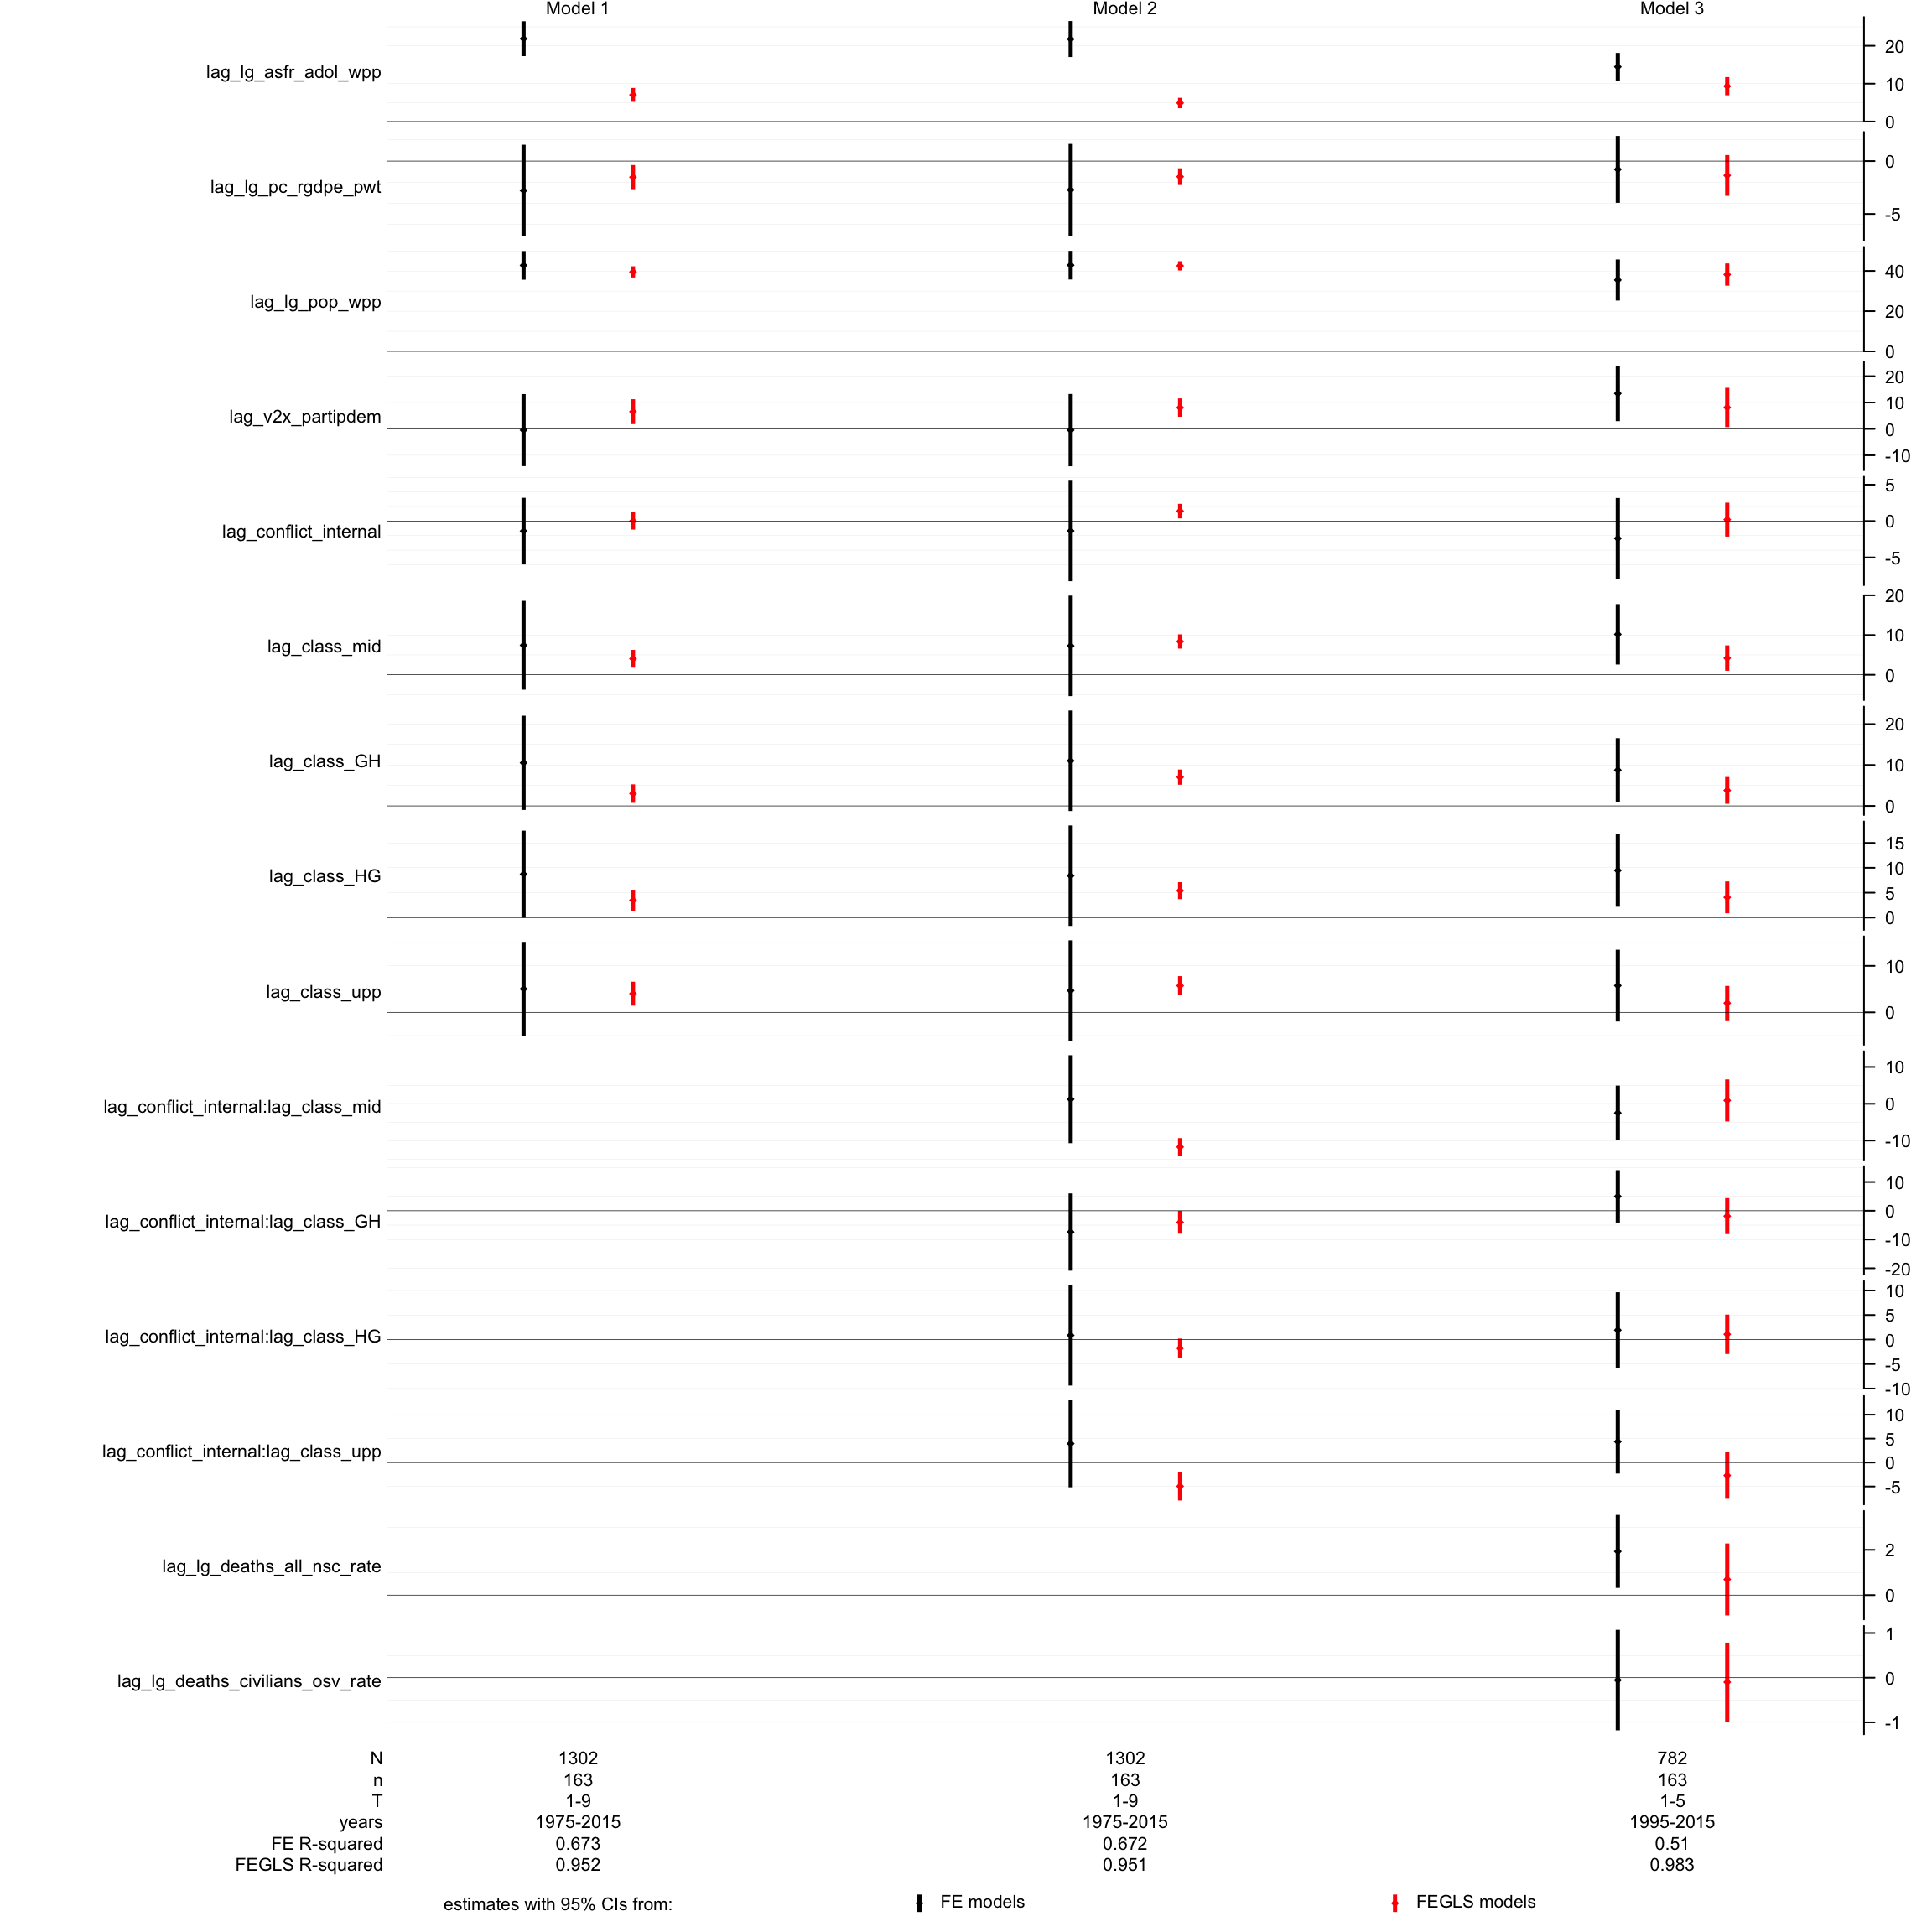 Model 1 Model 2 Model 3
lag_lg_asfr_adol_wpp
20
10
0
lag_lg_pc_rgdpe_pwt
0
-5
lag_lg_pop_wpp
40
20
0
lag_v2x_partipdem
20
10
0
-10
lag_conflict_internal
5
0
-5
lag_class_mid
20
10
0
lag_class_GH
20
10
0
lag_class_HG
15
10
5
0
lag_class_upp
10
0
lag_conflict_internal:lag_class_mid
10
0
-10
lag_conflict_internal:lag_class_GH
10
0
-10
-20
lag_conflict_internal:lag_class_HG
10
5
0
-5
-10
lag_conflict_internal:lag_class_upp
10
5
0
-5
lag_lg_deaths_all_nsc_rate
2
0
lag_lg_deaths_civilians_osv_rate
1
0
-1
N 1302 1302 782
n 163 163 163
T 1-9 1-9 1-5
years 1975-2015 1975-2015 1995-2015
FE R-squared 0.673 0.672 0.51
FEGLS R-squared 0.952 0.951 0.983
estimates with 95% CIs from: FE models FEGLS models